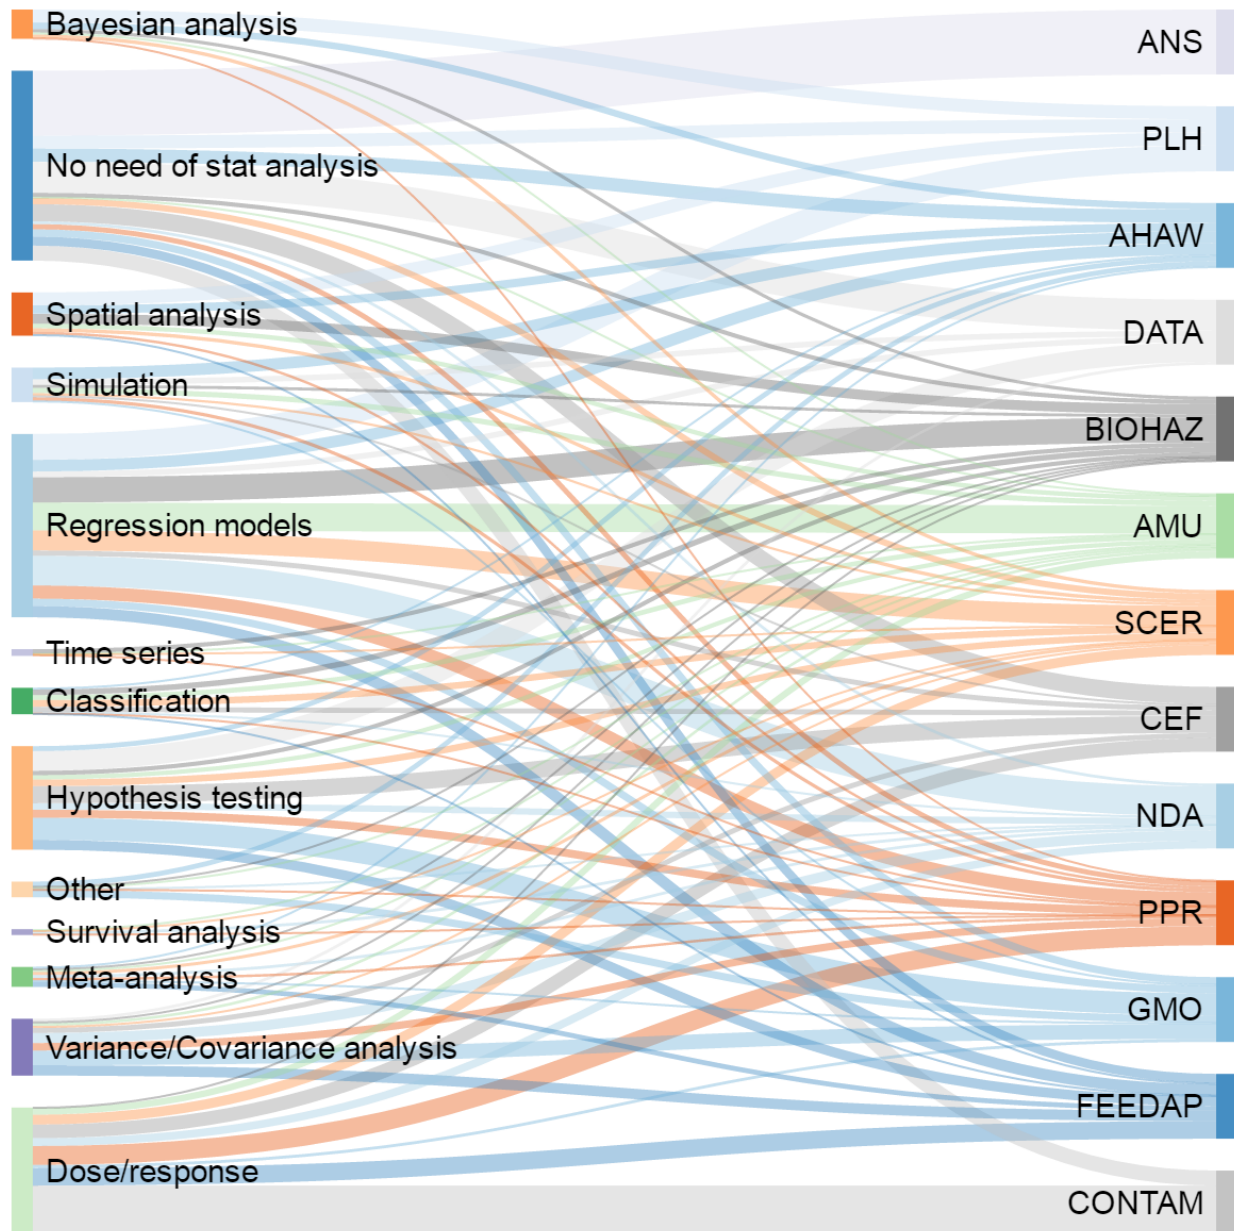 Bayesian analysis
No need of stat analysis
Spatial analysis
Simulation
Regression models
Time series
Classification
Hypothesis testing
Other
Survival analysis
Meta-analysis
Variance/Covariance analysis
Dose/response
ANS
PLH
AHAW
DATA
BIOHAZ
AMU
SCER
CEF
NDA
PPR
GMO
FEEDAP
CONTAM